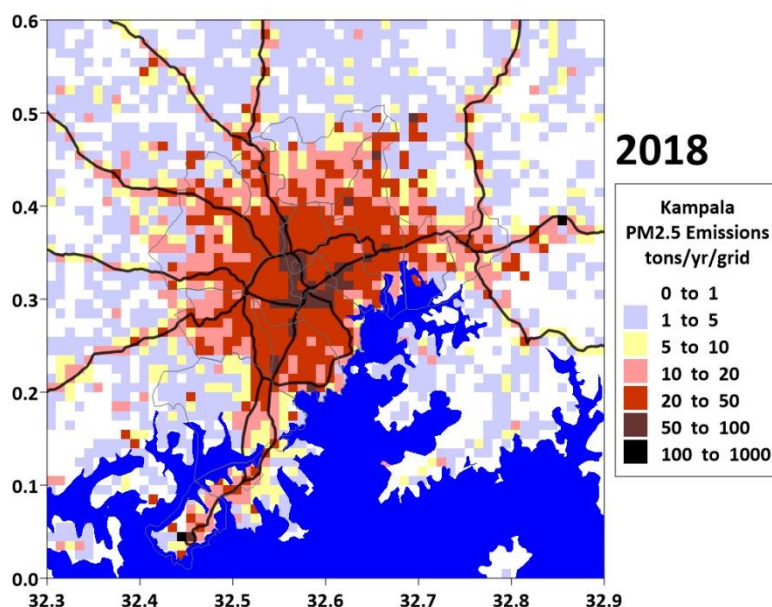 0.6
0.5
0.4
0.3
0.2
0.1
0.0
32.3 32.4 32.5 32.6 32.7 32.8 32.9
2018
Kampala
PM2.5 Emissions
tons/yr/grid
0 to 1
1 to 5
5 to 10
10 to 20
20 to 50
50 to 100
100 to 1000